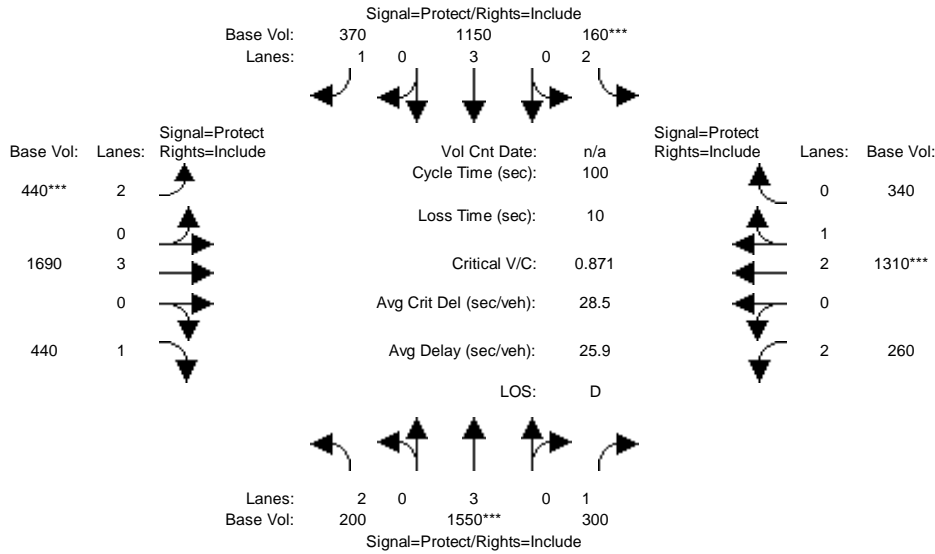 Signal=Protect/Rights=Include
Base Vol: 370 1150 160***
Lanes: 1 0 3 0 2
Signal=Protect
Rights=Include
Base Vol: Lanes:
440*** 2
0
1690 3
0
440 1
Vol Cnt Date: n/a
Cycle Time (sec): 100
Loss Time (sec): 10
Critical V/C: 0.871
Avg Crit Del (sec/veh): 28.5
Avg Delay (sec/veh): 25.9
LOS: D
Signal=Protect
Rights=Include
Lanes: Base Vol:
0 340
1
2 1310***
0
2 260
Lanes: 2 0 3 0 1
Base Vol: 200 1550*** 300
Signal=Protect/Rights=Include